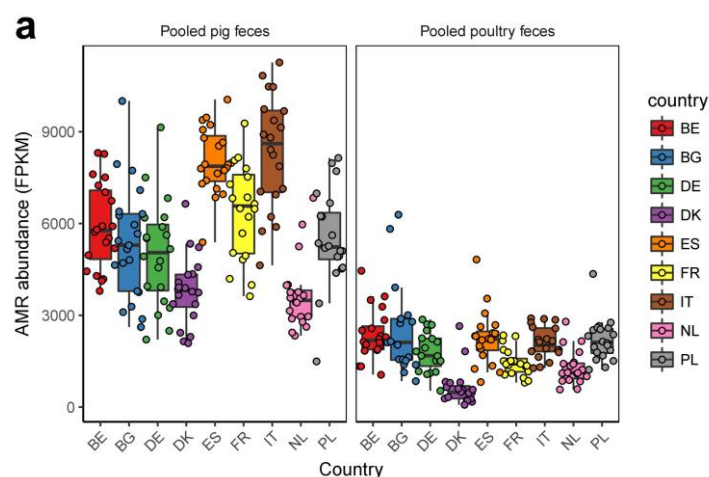 a
Pooled pig feces
Pooled poultry feces
AMR abundance (FPKM)
9000
6000
3000
0
BE BG DE DK ES FR IT NL PL
BE BG DE DK ES FR IT NL PL
Country
country
BE
BG
DE
DK
ES
FR
IT
NL
PL